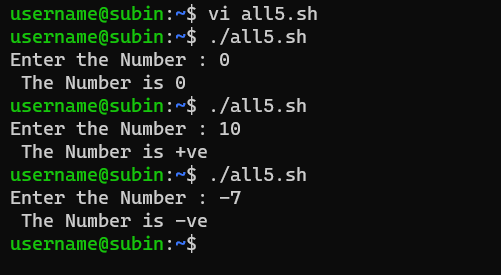 username@subin:~$ vi all5.sh
username@subin:~$ ./all5.sh
Enter the Number : 0
 The Number is 0
username@subin:~$ ./all5.sh
Enter the Number : 10
 The Number is +ve
username@subin:~$ ./all5.sh
Enter the Number : -7
 The Number is -ve
username@subin:~$